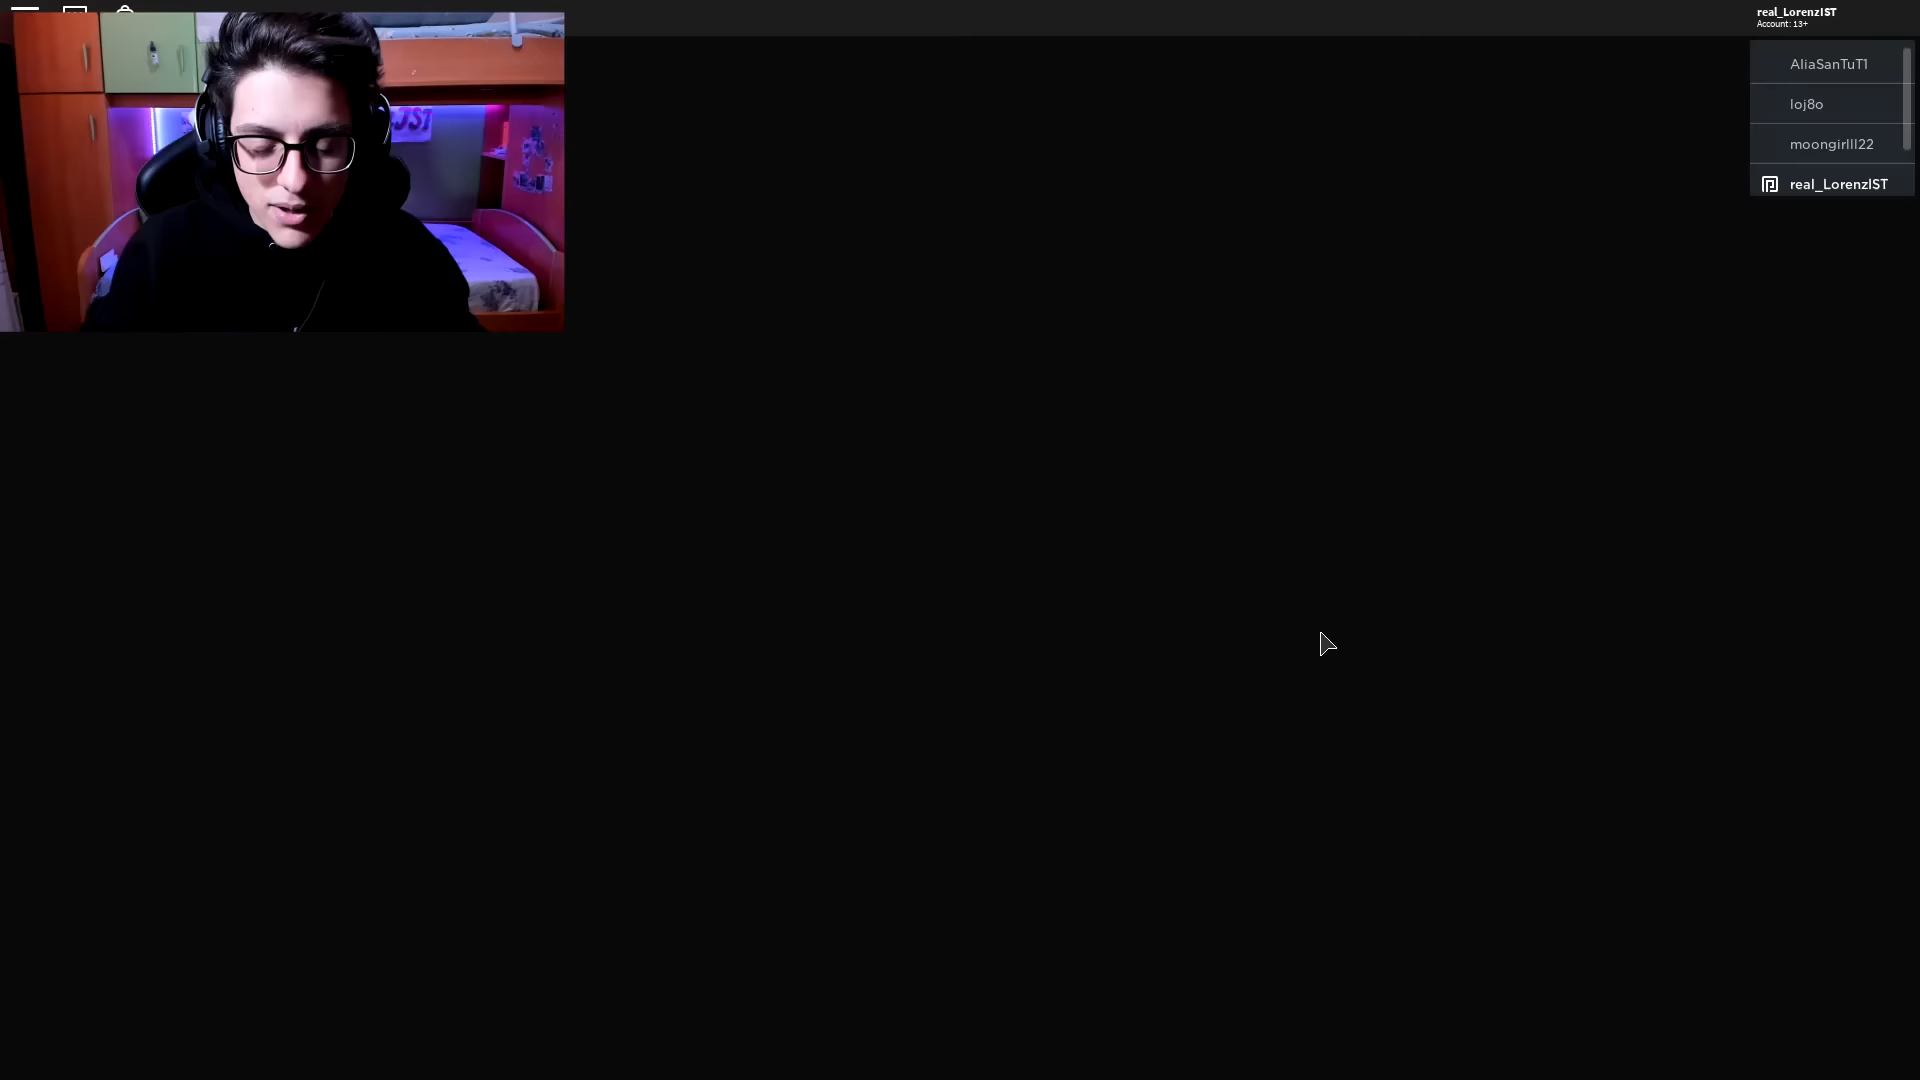 real_LorenzIST
Account: 13+
AliaSanTuT1
loj8o
moongirlll22
real_LorenzIST